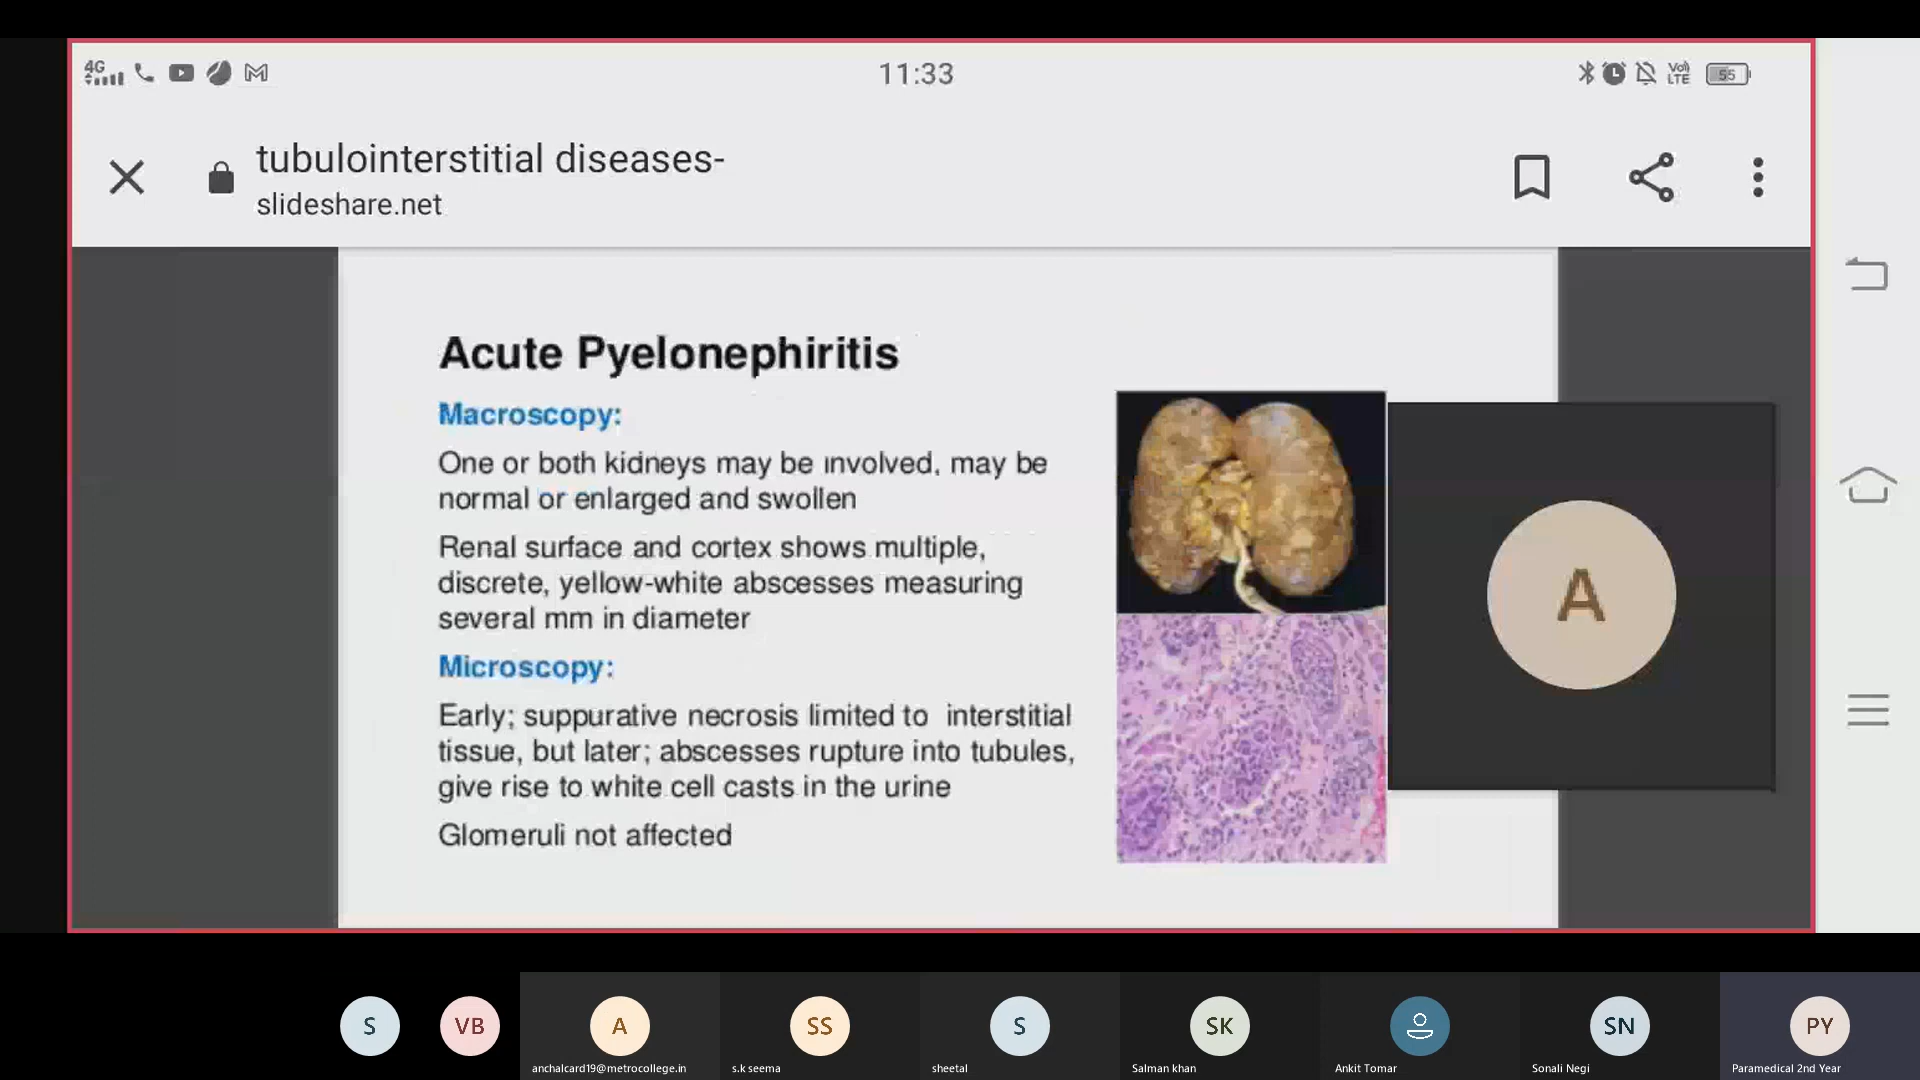 4G
11:33
Vo)
LTE
55
tubulointerstitial diseases-
slideshare.net
Acute Pyelonephiritis
Macroscopy:
One or both kidneys may be involved, may be
normal or enlarged and swollen
Renal surface and cortex shows multiple,
discrete, yellow-white abscesses measuring
several mm in diameter
Microscopy:
Early; suppurative necrosis limited to interstitial
tissue, but later; abscesses rupture into tubules,
give rise to white cell casts in the urine
Glomeruli not affected
A
S
VB
A
SS
S
SK
SN
PY
anchalcard19@metrocollege.in
s.k seema
sheetal
Salman khan
Ankit Tomar
Sonali Negi
Paramedical 2nd Year